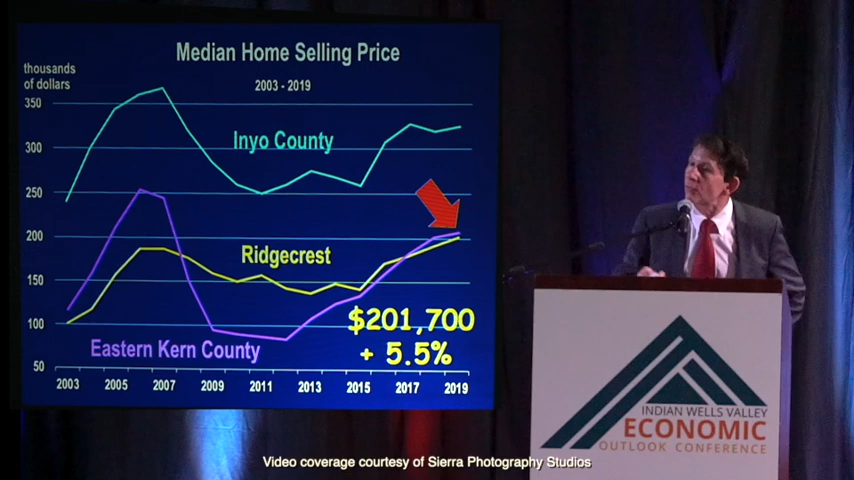 Median Home Selling Price
2003 - 2019
thousands
of dollars
350
300
250
200
150
100
50
Inyo County
Ridgecrest
Eastern Kern County
$201,700
+ 5.5%
2003 2005 2007 2009 2011 2013 2015 2017 2019
INDIAN WELLS VALLEY
ECONOMIC
OUTLOOK CONFERENCE
Video coverage courtesy of Sierra Photography Studios